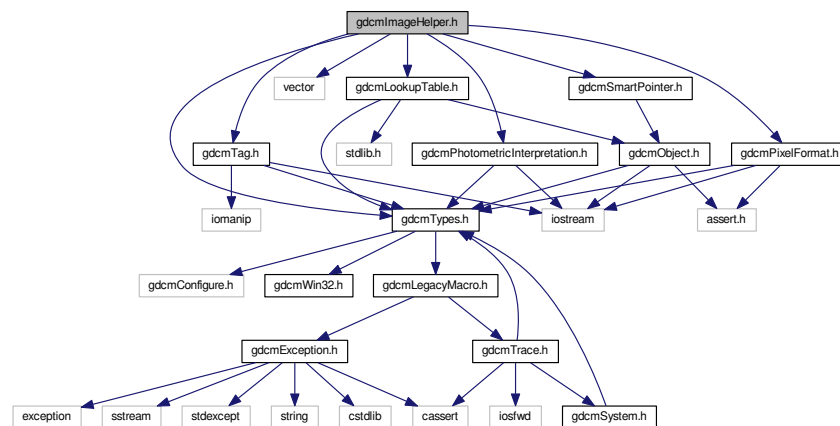 gdcmImageHelper.h
vector
gdcmLookupTable.h
gdcmSmartPointer.h
gdcmTag.h
stdlib.h
gdcmPhotometricInterpretation.h
gdcmObject.h
gdcmPixelFormat.h
iomanip
gdcmTypes.h
iostream
assert.h
gdcmConfigure.h
gdcmWin32.h
gdcmLegacyMacro.h
gdcmException.h
gdcmTrace.h
exception
sstream
stdexcept
string
cstdlib
cassert
iosfwd
gdcmSystem.h